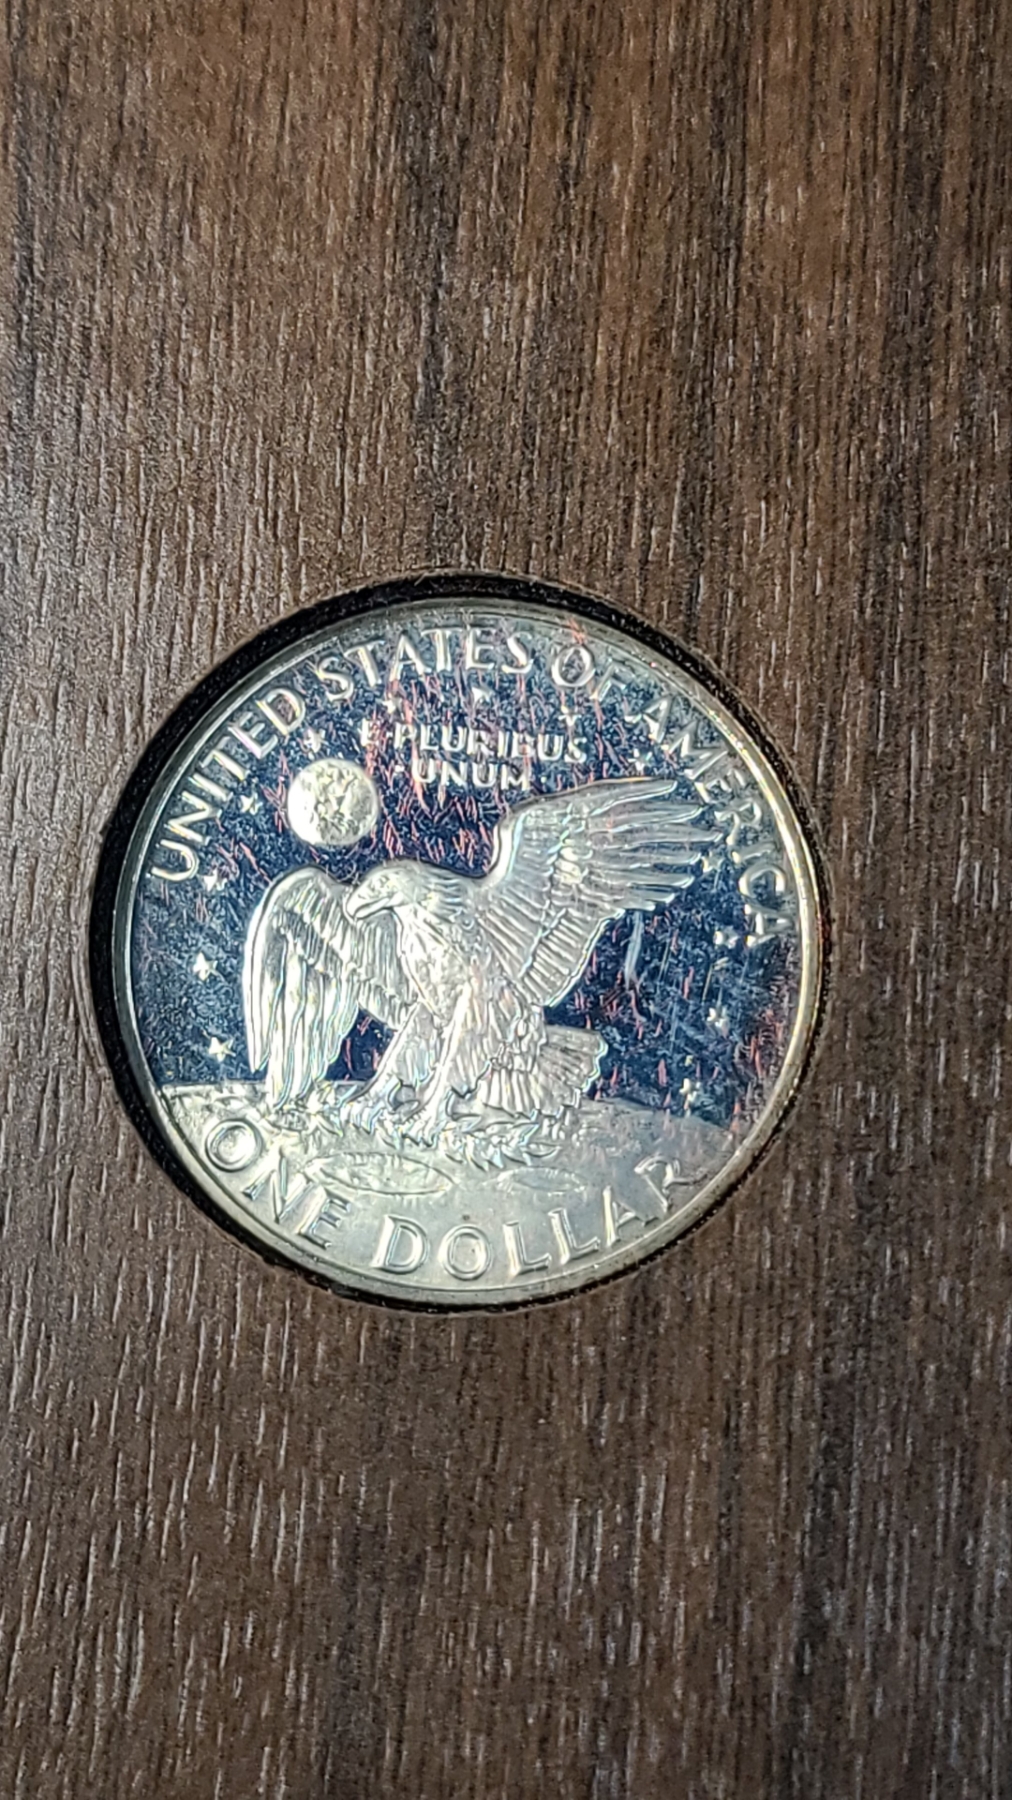 UNITED STATES OF AMERICA
E PLURIBUS
·UNUM·
ONE DOLLAR